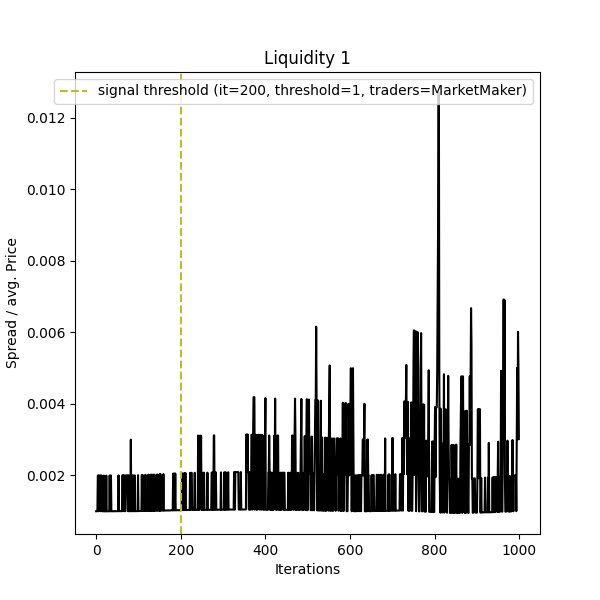 Liquidity 1
signal threshold (it=200, threshold=1, traders=MarketMaker)
Spread / avg. Price
0.012
0.010
0.008
0.006
0.004
0.002
0 200 400 600 800 1000
Iterations